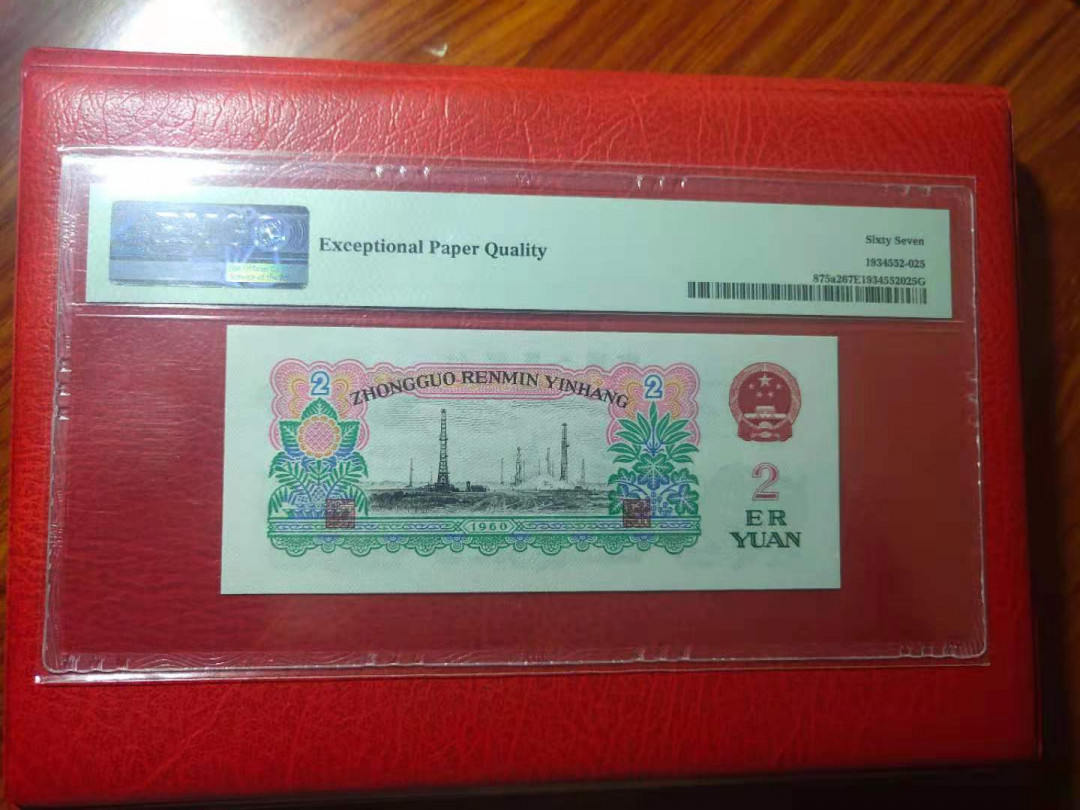 Exceptional Paper Quality
Sixty Seven
1934552-025
875a267E1934552025G
ZHONGGUO RENMIN YINHANG
2
2
1960
2
ER
YUAN